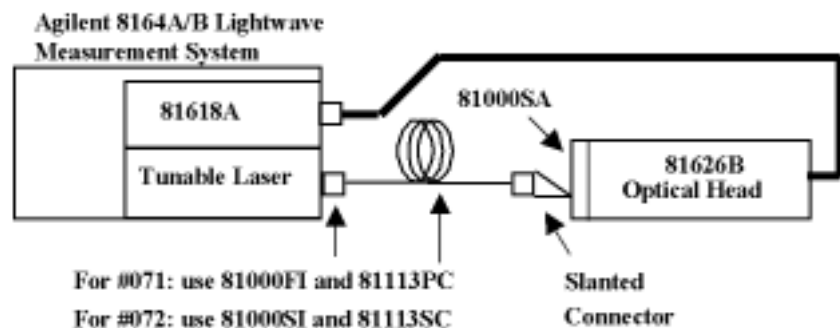 Agilent 8164A/B Lightwave
Measurement System
81618A
81000SA
Tunable Laser
81626B
Optical Head
For #071: use 81000FI and 81113PC
For #072: use 81000SI and 81113SC
Slanted
Connector